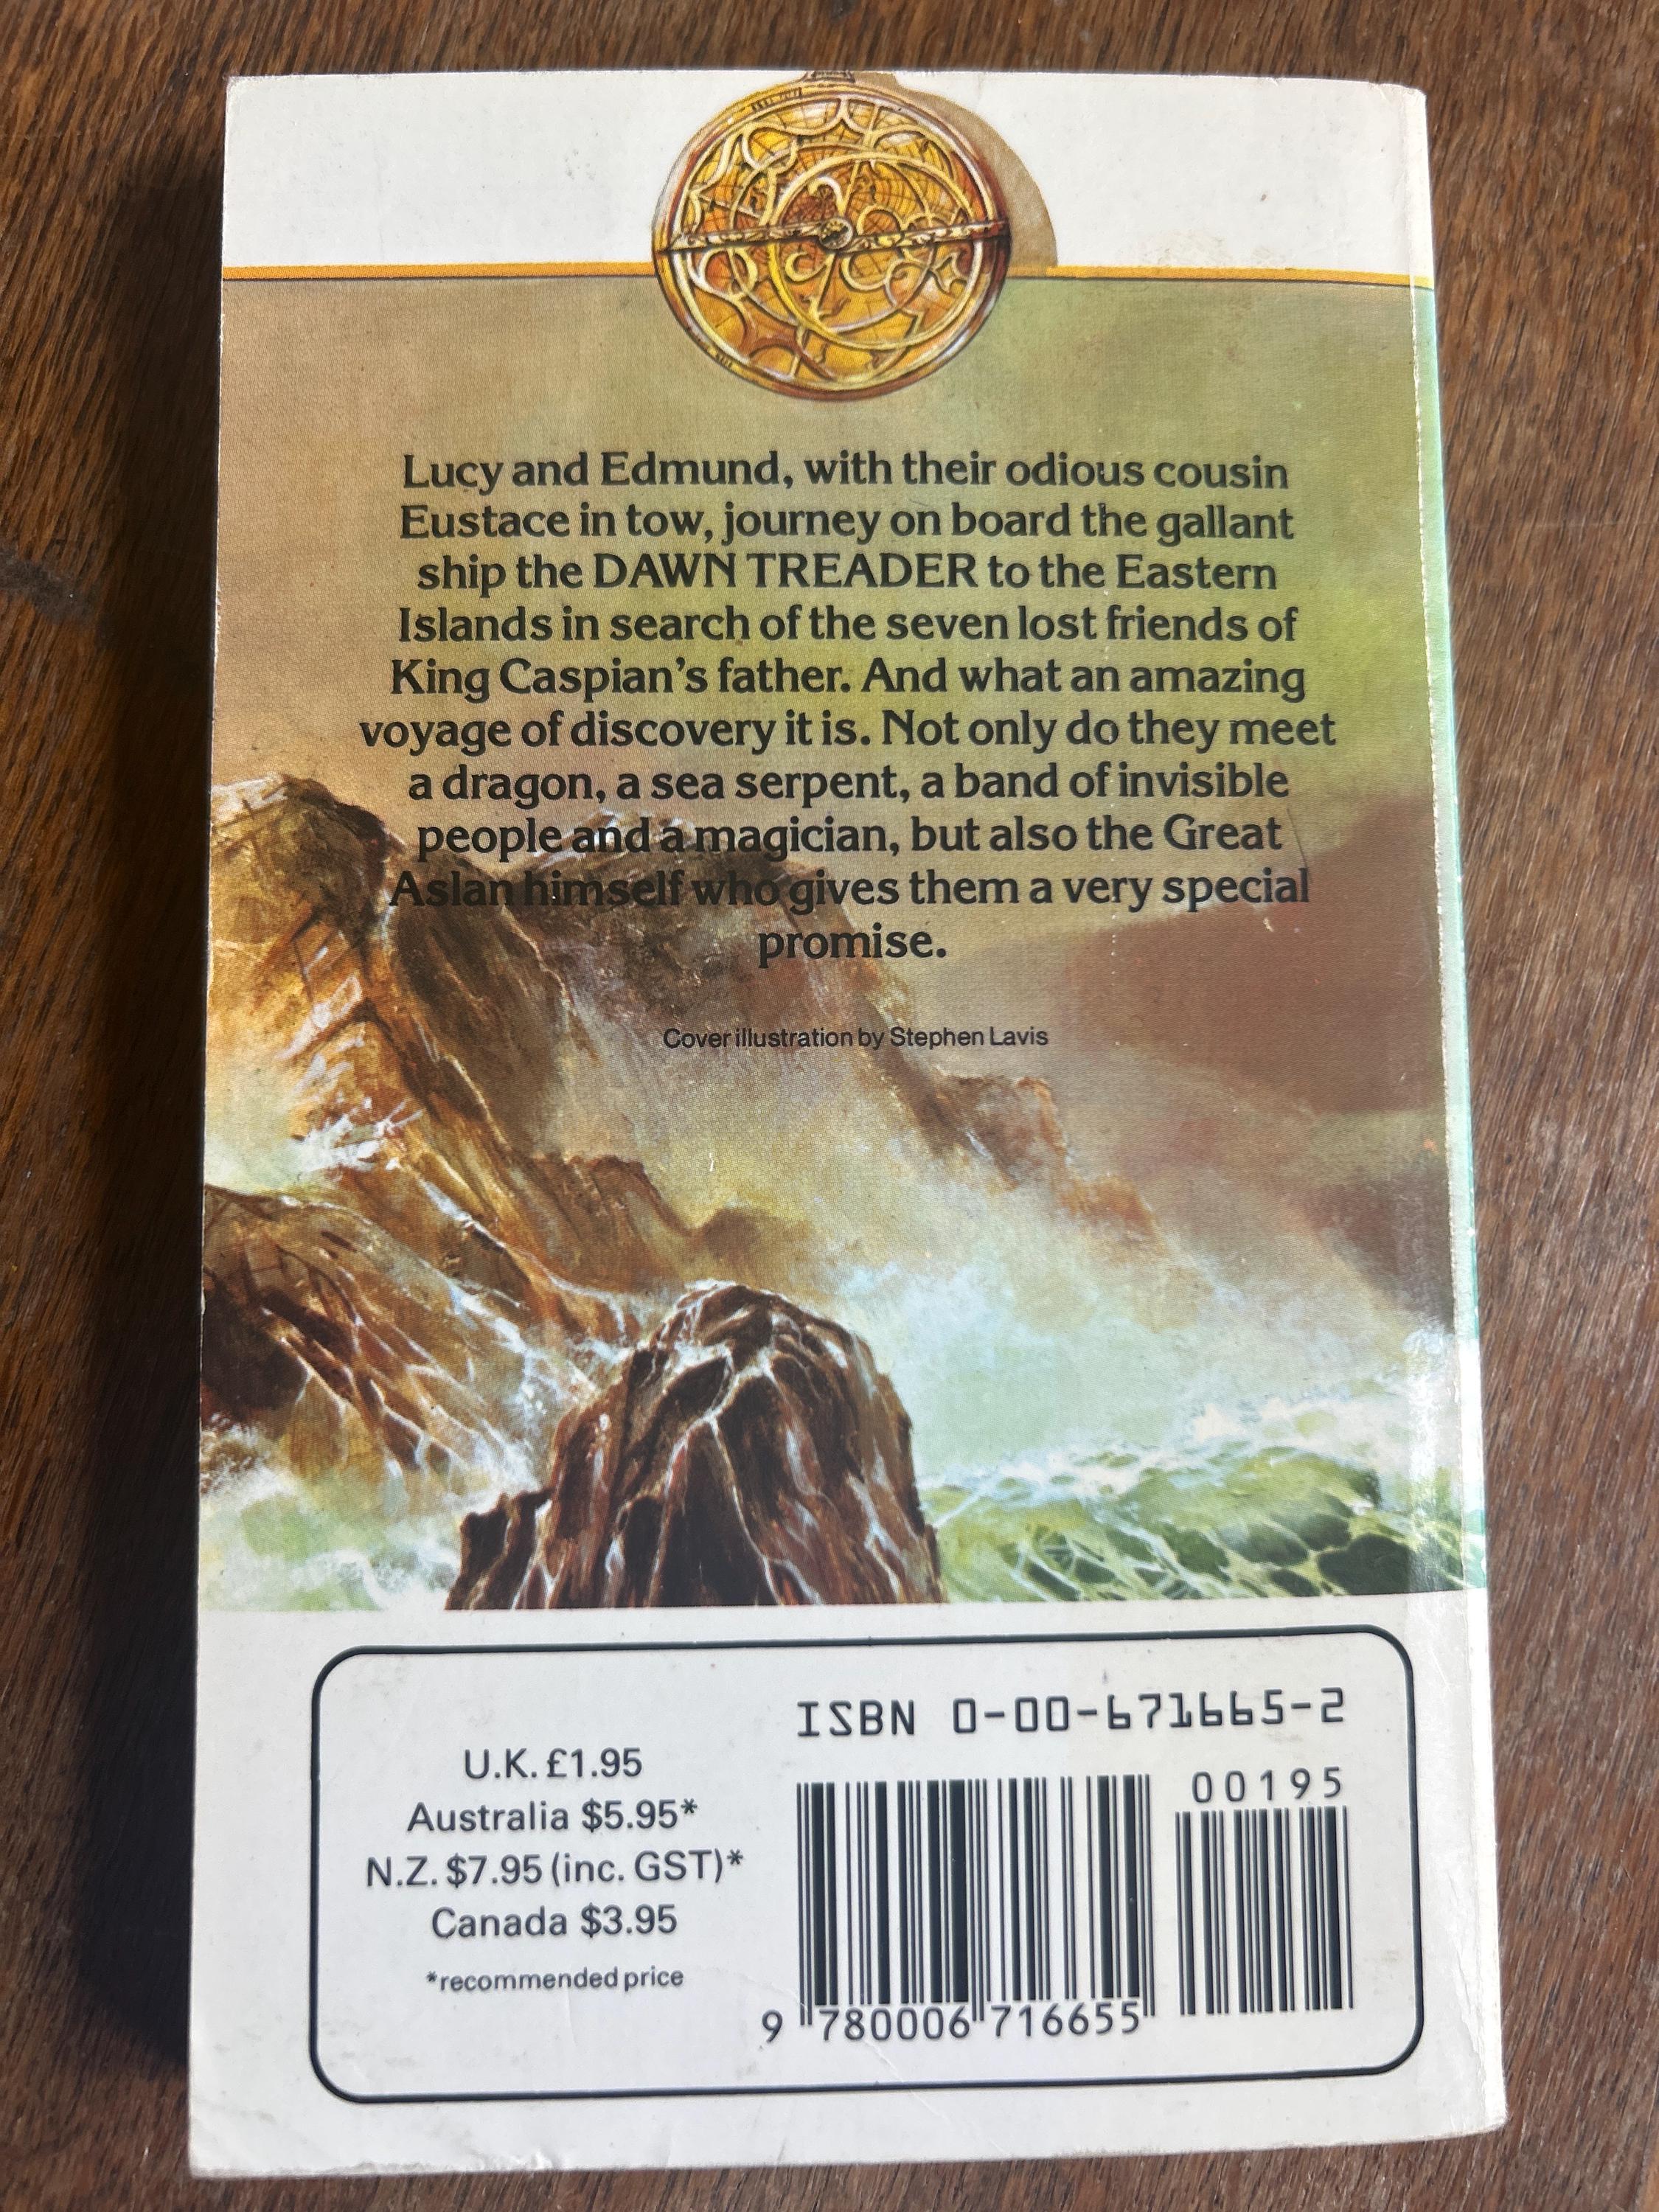 Lucy and Edmund, with their odious cousin
Eustace in tow, journey on board the gallant
ship the DAWN TREADER to the Eastern
Islands in search of the seven lost friends of
King Caspian's father. And what an amazing
voyage of discovery it is. Not only do they meet
a dragon, a sea serpent, a band of invisible
people and a magician, but also the Great
Aslan himself who gives them a very special
promise.
Cover illustration by Stephen Lavis
U.K. £1.95
Australia $5.95*
N.Z. $7.95 (inc. GST)*
Canada $3.95
*recommended price
ISBN 0-00-671665-2
00195
9 780006 716655